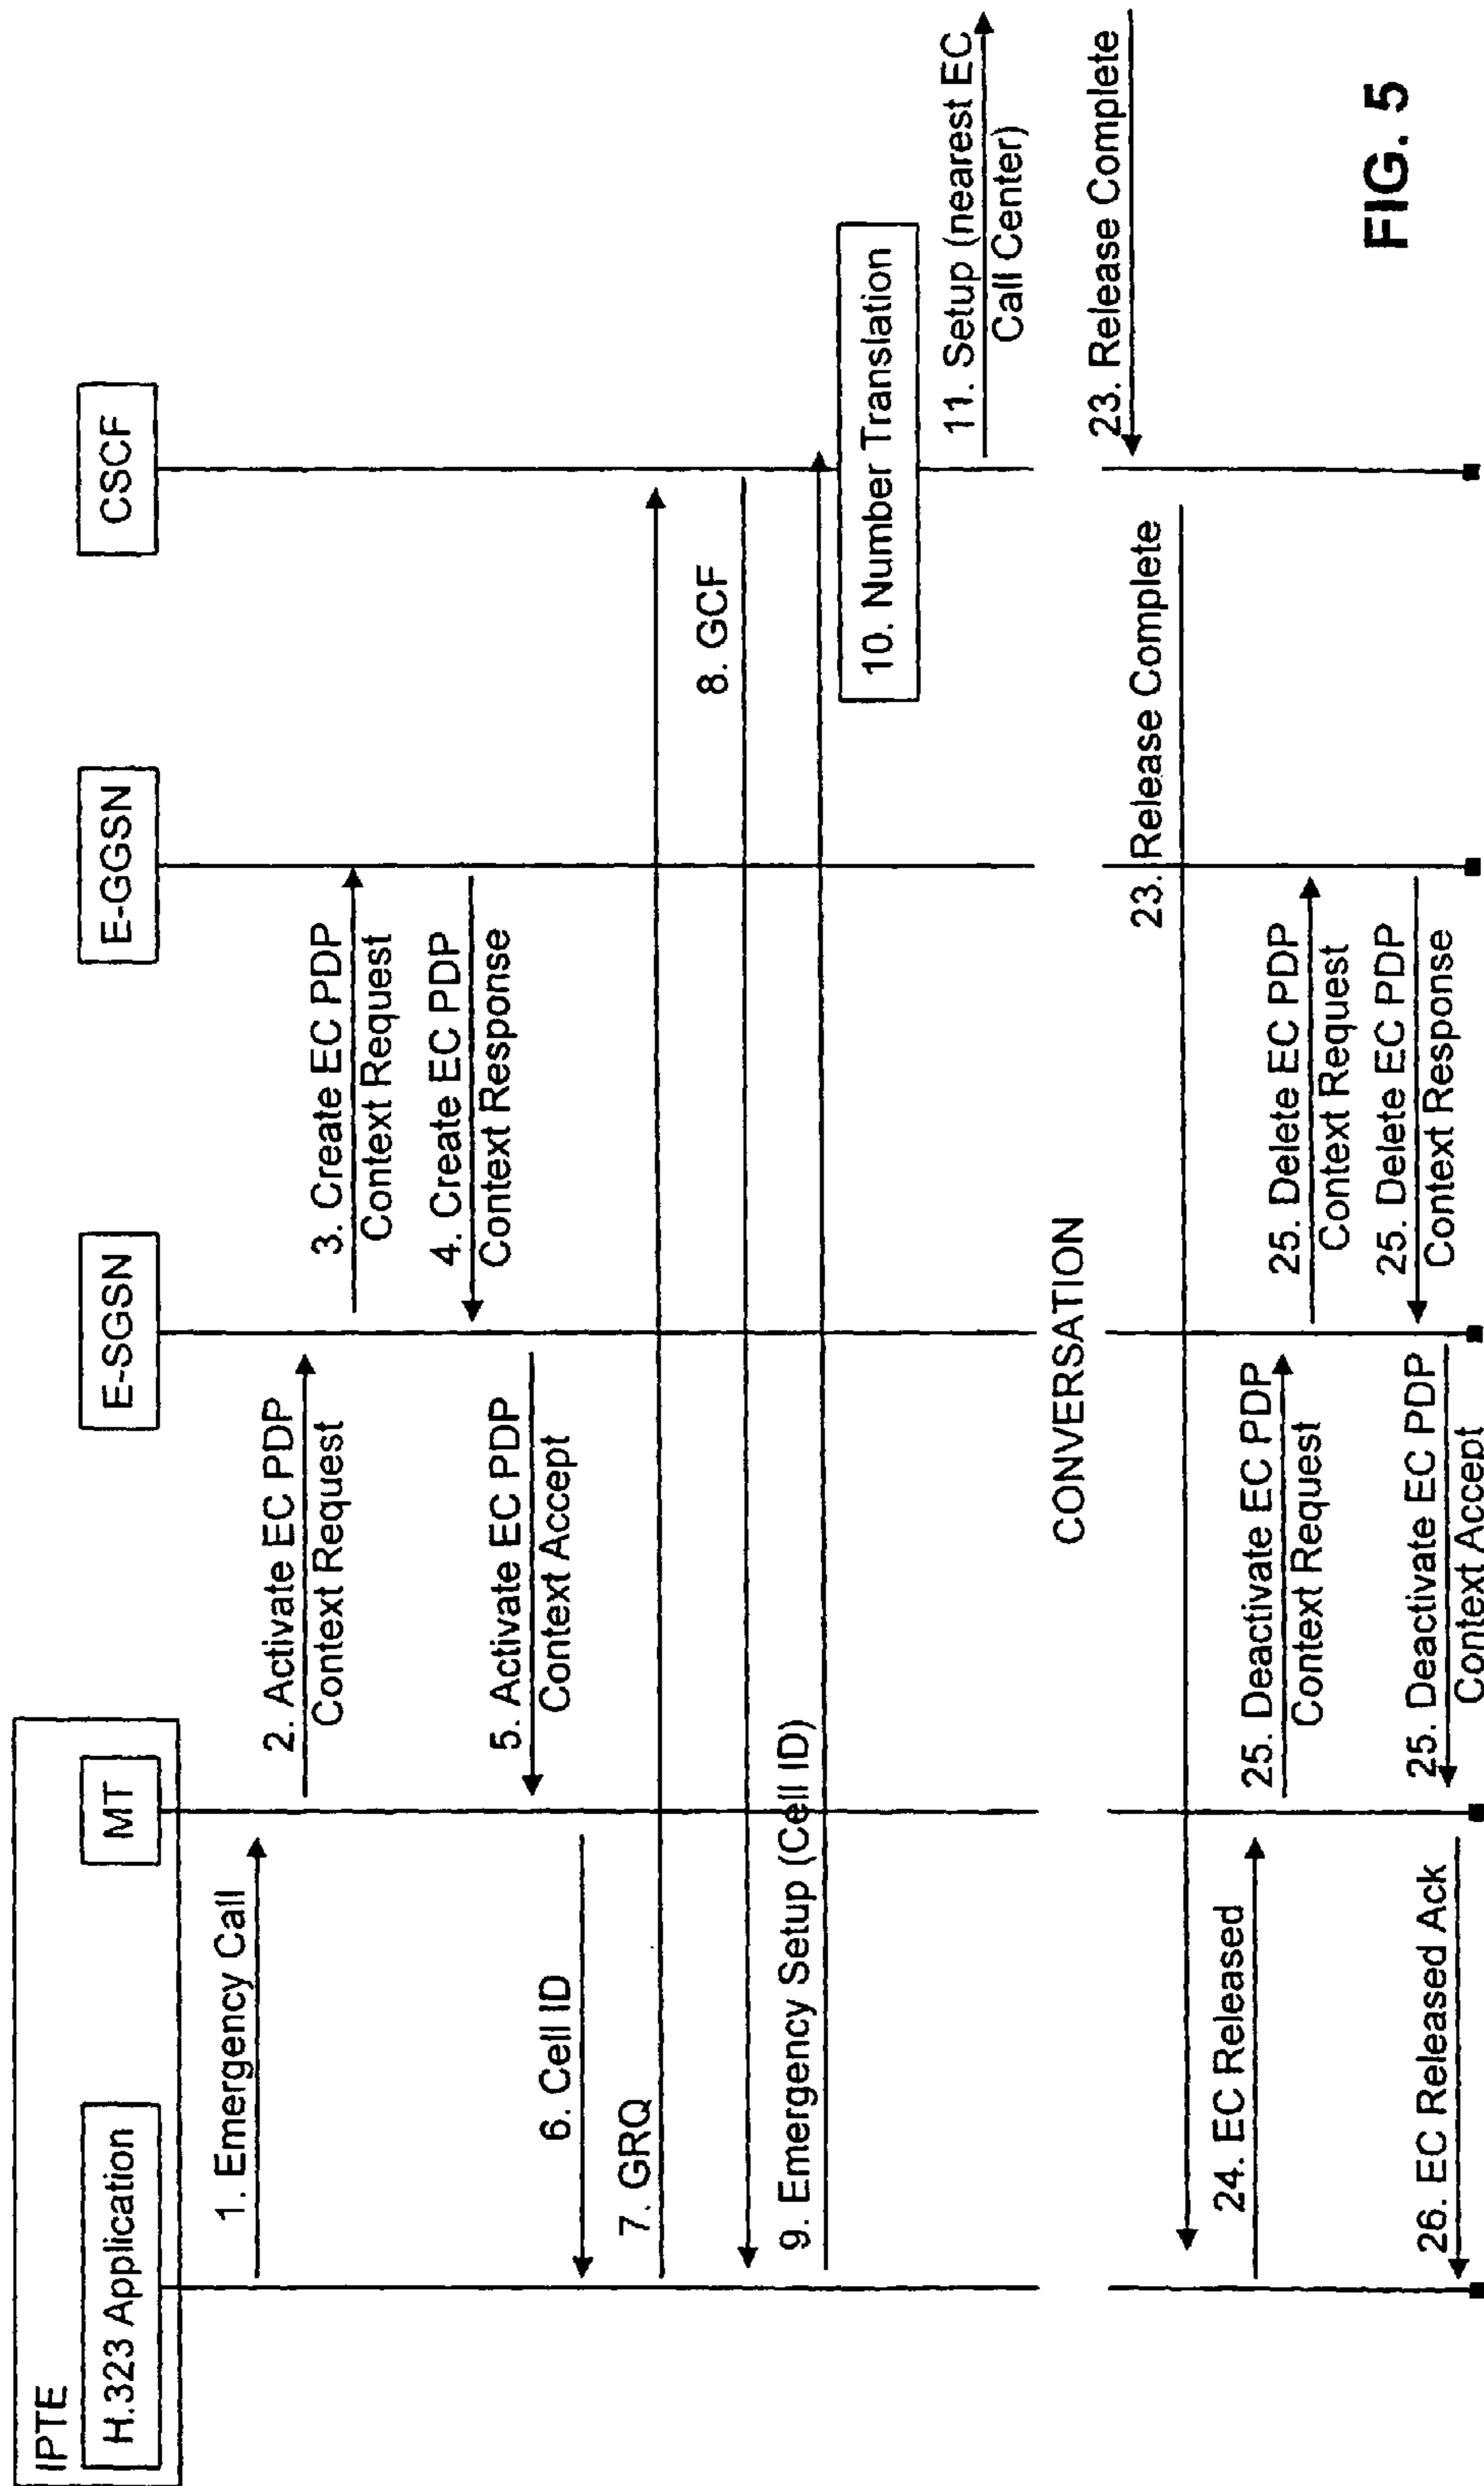 IPTE
H.323 Application
MT
E-SGSN
E-GGSN
CSCF
1. Emergency Call
2. Activate EC PDP
Context Request
3. Create EC PDP
Context Request
4. Create EC PDP
Context Response
5. Activate EC PDP
Context Accept
6. Cell ID
7. GRQ
8. GCF
9. Emergency Setup (Cell ID)
10. Number Translation
11. Setup (nearest EC
Call Center)
CONVERSATION
23. Release Complete
23. Release Complete
24. EC Released
25. Deactivate EC PDP
Context Request
25. Delete EC PDP
Context Request
25. Delete EC PDP
Context Response
25. Deactivate EC PDP
Context Accept
26. EC Released Ack
FIG. 5